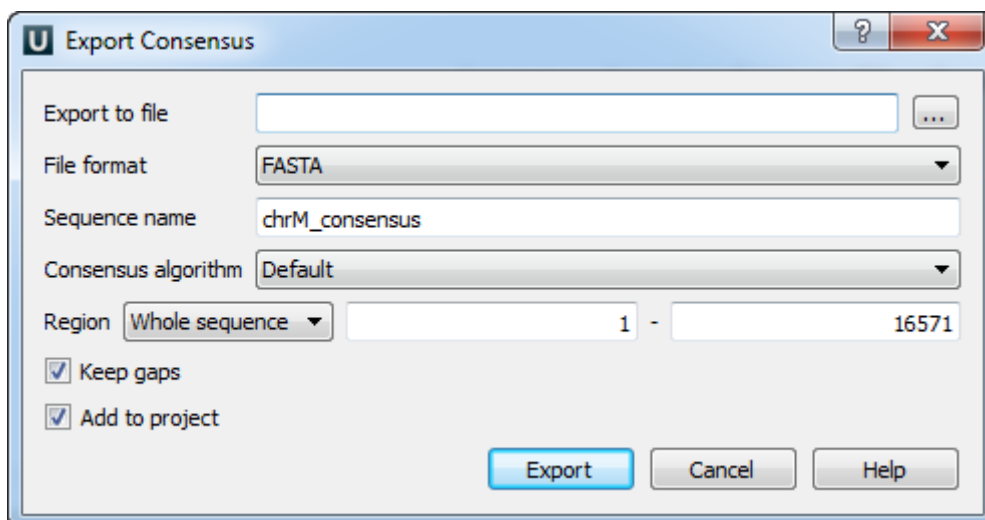 U Export Consensus ? X
Export to file ...
File format FASTA
Sequence name chrM_consensus
Consensus algorithm Default
Region Whole sequence 1 - 16571
Keep gaps
Add to project
Export Cancel Help